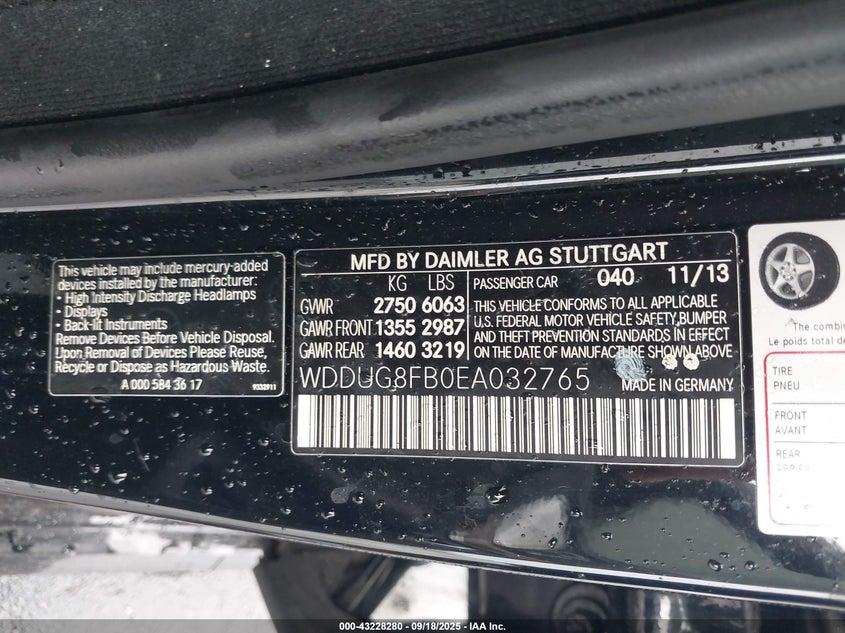 This vehicle may include mercury-added
devices installed by the manufacturer:
• High Intensity Discharge Headlamps
• Displays
• Back-lit Instruments
Remove Devices Before Vehicle Disposal.
Upon Removal of Devices Please Reuse,
Recycle or Dispose as Hazardous Waste.
A 000 584 36 17 9332911
MFD BY DAIMLER AG STUTTGART
KG LBS
GVWR 2750 6063
GAWR FRONT 1355 2987
GAWR REAR 1460 3219
PASSENGER CAR 040 11/13
THIS VEHICLE CONFORMS TO ALL APPLICABLE
U.S. FEDERAL MOTOR VEHICLE SAFETY,BUMPER
AND THEFT PREVENTION STANDARDS IN EFFECT
ON THE DATE OF MANUFACTURE SHOWN ABOVE
WDDUG8FB0EA032765 MADE IN GERMANY
The combin
Le poids total de
TIRE
PNEU
FRONT
AVANT
REAR
000-43228280 - 09/18/2025 - IAA Inc.